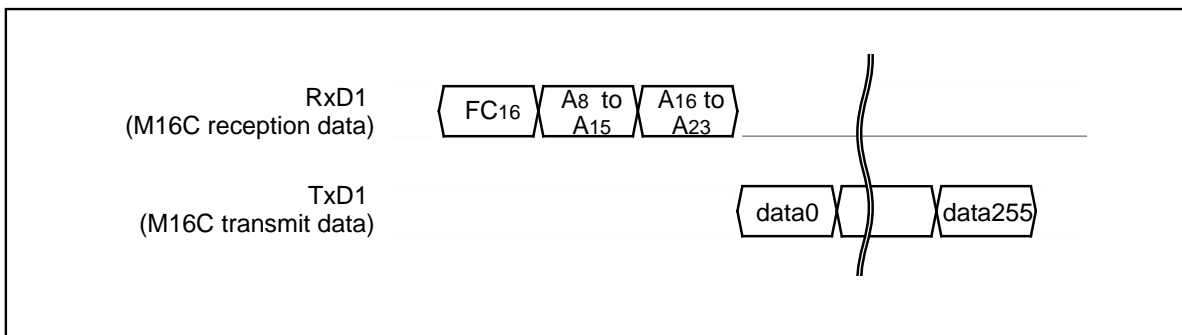 RxD1
(M16C reception data)
FC16
A8 to
A15
A16 to
A23
TxD1
(M16C transmit data)
data0
data255